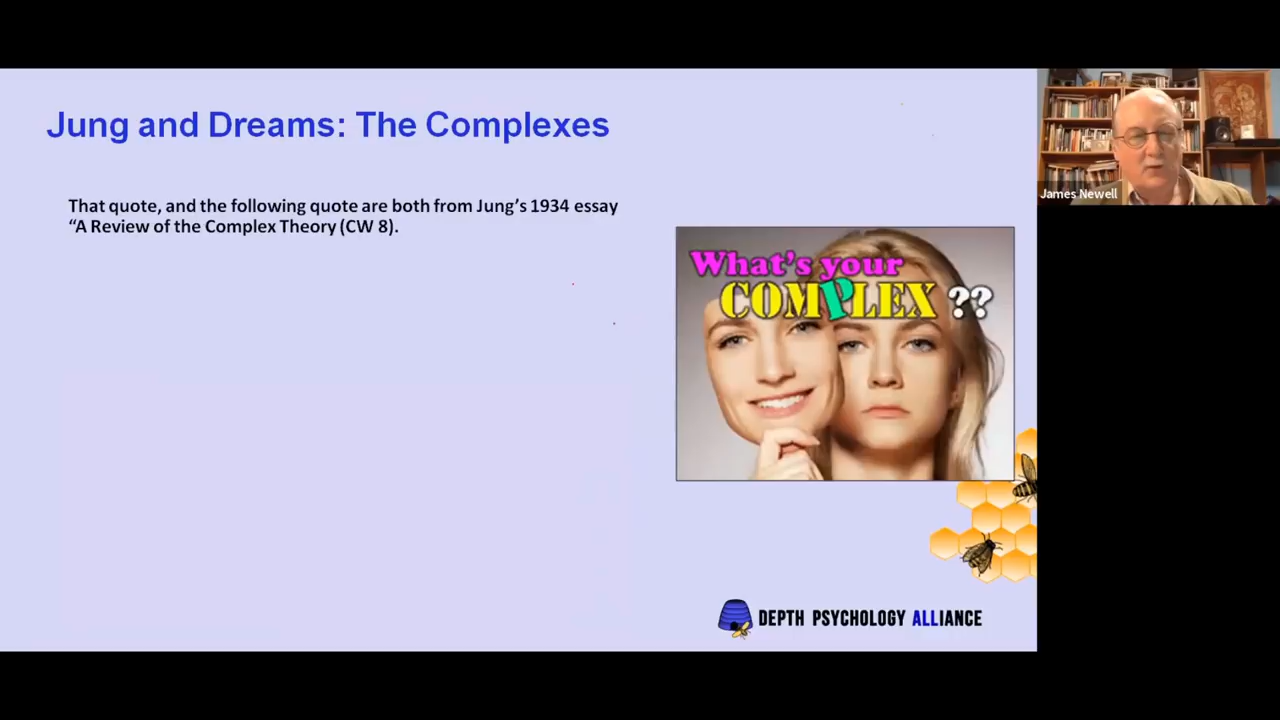 Jung and Dreams: The Complexes
That quote, and the following quote are both from Jung’s 1934 essay
“A Review of the Complex Theory (CW 8).
What's your
COMPLEX ??
DEPTH PSYCHOLOGY ALLIANCE
James Newell